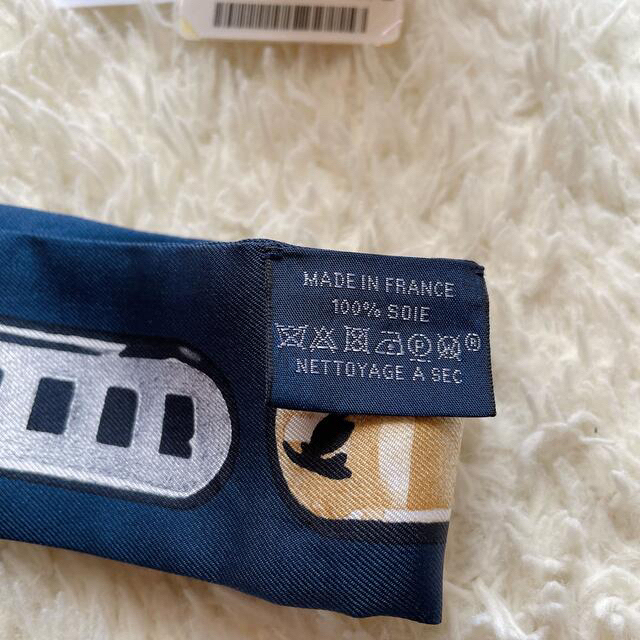 MADE IN FRANCE
100% SOIE
P ®
NETTOYAGE A SEC